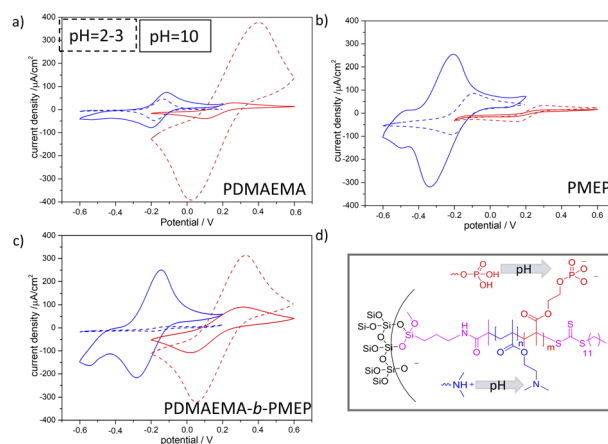 a)
pH=2-3
pH=10
current density /µA/cm²
400
300
200
100
0
-100
-200
-300
-400
-0.6 -0.4 -0.2 0.0 0.2 0.4 0.6
Potential / V
PDMAEMA
b)
current density /µA/cm²
400
300
200
100
0
100
200
300
400
-0.6 -0.4 -0.2 0.0 0.2 0.4 0.6
Potential / V
PMEP
c)
current density /µA/cm²
400
300
200
100
0
-100
-200
-300
-400
-0.6 -0.4 -0.2 0.0 0.2 0.4 0.6
potential / V
PDMAEMA-b-PMEP
d)
pH
pH